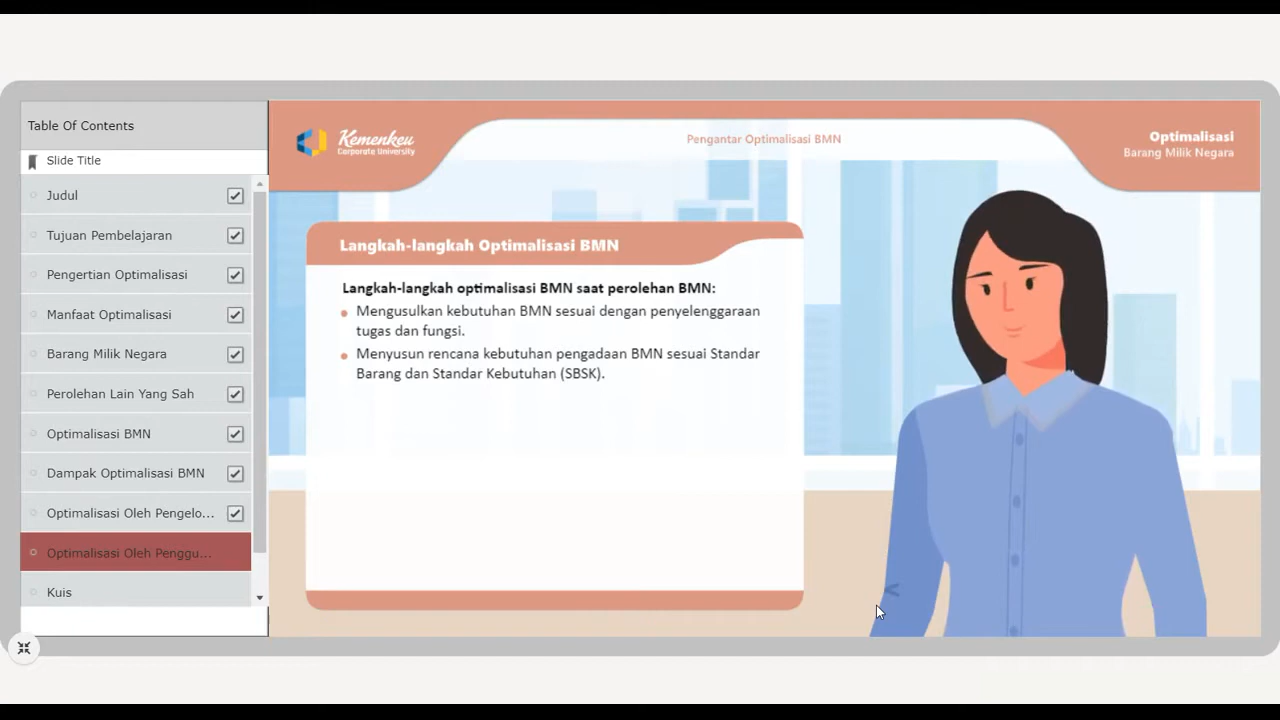 Table Of Contents
Slide Title
Judul
Tujuan Pembelajaran
Pengertian Optimalisasi
Manfaat Optimalisasi
Barang Milik Negara
Perolehan Lain Yang Sah
Optimalisasi BMN
Dampak Optimalisasi BMN
Optimalisasi Oleh Pengelo...
Optimalisasi Oleh Penggu...
Kuis
Kemenkeu
Corporate University
Pengantar Optimalisasi BMN
Optimalisasi
Barang Milik Negara
Langkah-langkah Optimalisasi BMN
Langkah-langkah optimalisasi BMN saat perolehan BMN:
Mengusulkan kebutuhan BMN sesuai dengan penyelenggaraan
tugas dan fungsi.
Menyusun rencana kebutuhan pengadaan BMN sesuai Standar
Barang dan Standar Kebutuhan (SBSK).